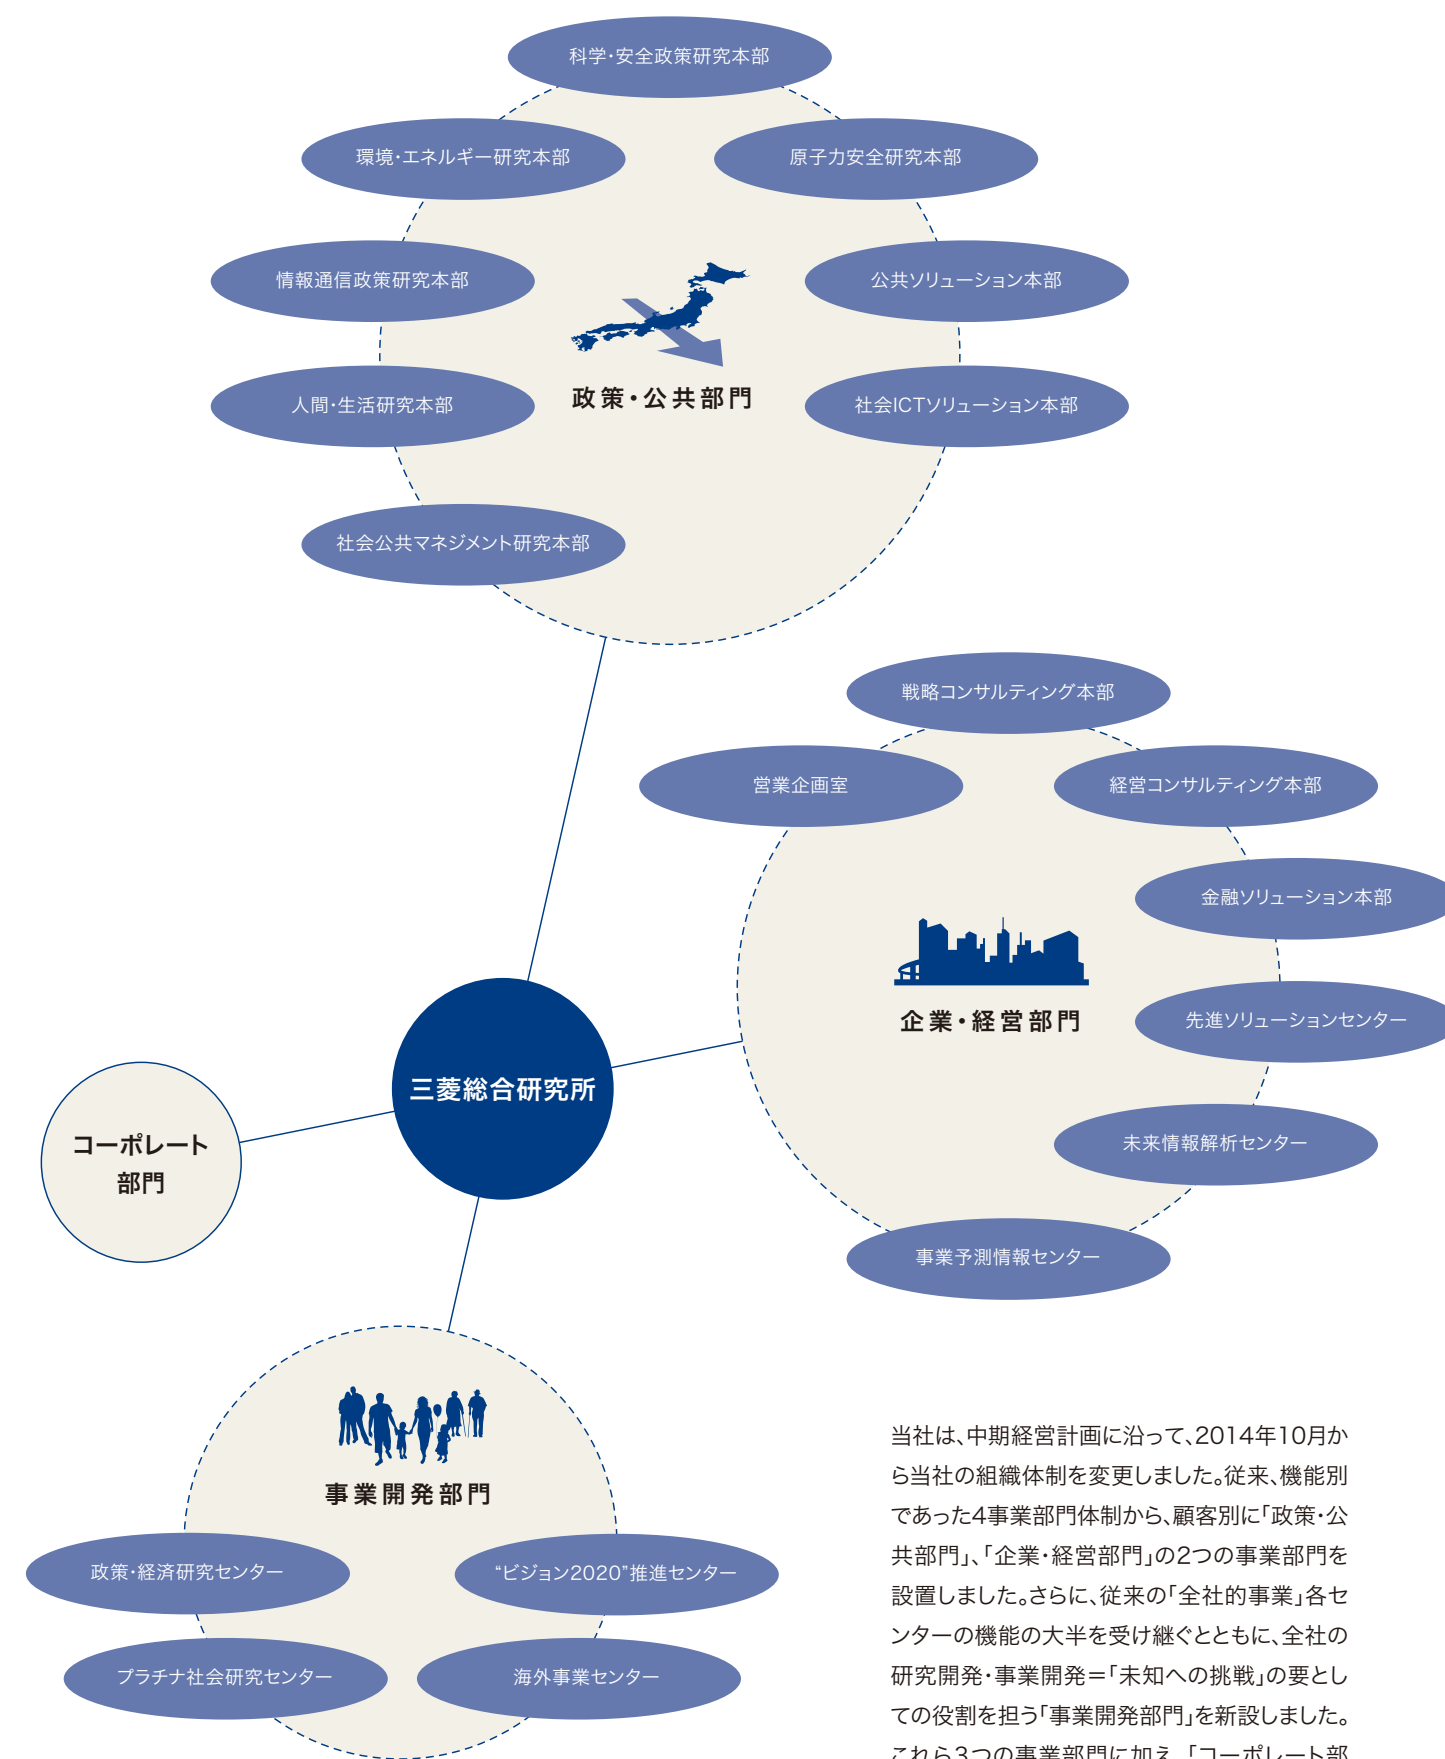 科学・安全政策研究本部
環境・エネルギー研究本部
原子力安全研究本部
情報通信政策研究本部
公共ソリューション本部
人間・生活研究本部
政策・公共部門
社会ICTソリューション本部
社会公共マネジメント研究本部
戦略コンサルティング本部
営業企画室
経営コンサルティング本部
金融ソリューション本部
企業・経営部門
先進ソリューションセンター
三菱総合研究所
コーポレート
部門
未来情報解析センター
事業予測情報センター
事業開発部門
政策・経済研究センター
“ビジョン2020”推進センター
プラチナ社会研究センター
海外事業センター
当社は、中期経営計画に沿って、2014年10月か
ら当社の組織体制を変更しました。従来、機能別
であった4事業部門体制から、顧客別に「政策・公
共部門」、「企業・経営部門」の2つの事業部門を
設置しました。さらに、従来の「全社的事業」各セ
ンターの機能の大半を受け継ぐとともに、全社の
研究開発・事業開発＝「未知への挑戦」の要とし
ての役割を担う「事業開発部門」を新設しました。
これら3つの事業部門に加え、「コーポレート部